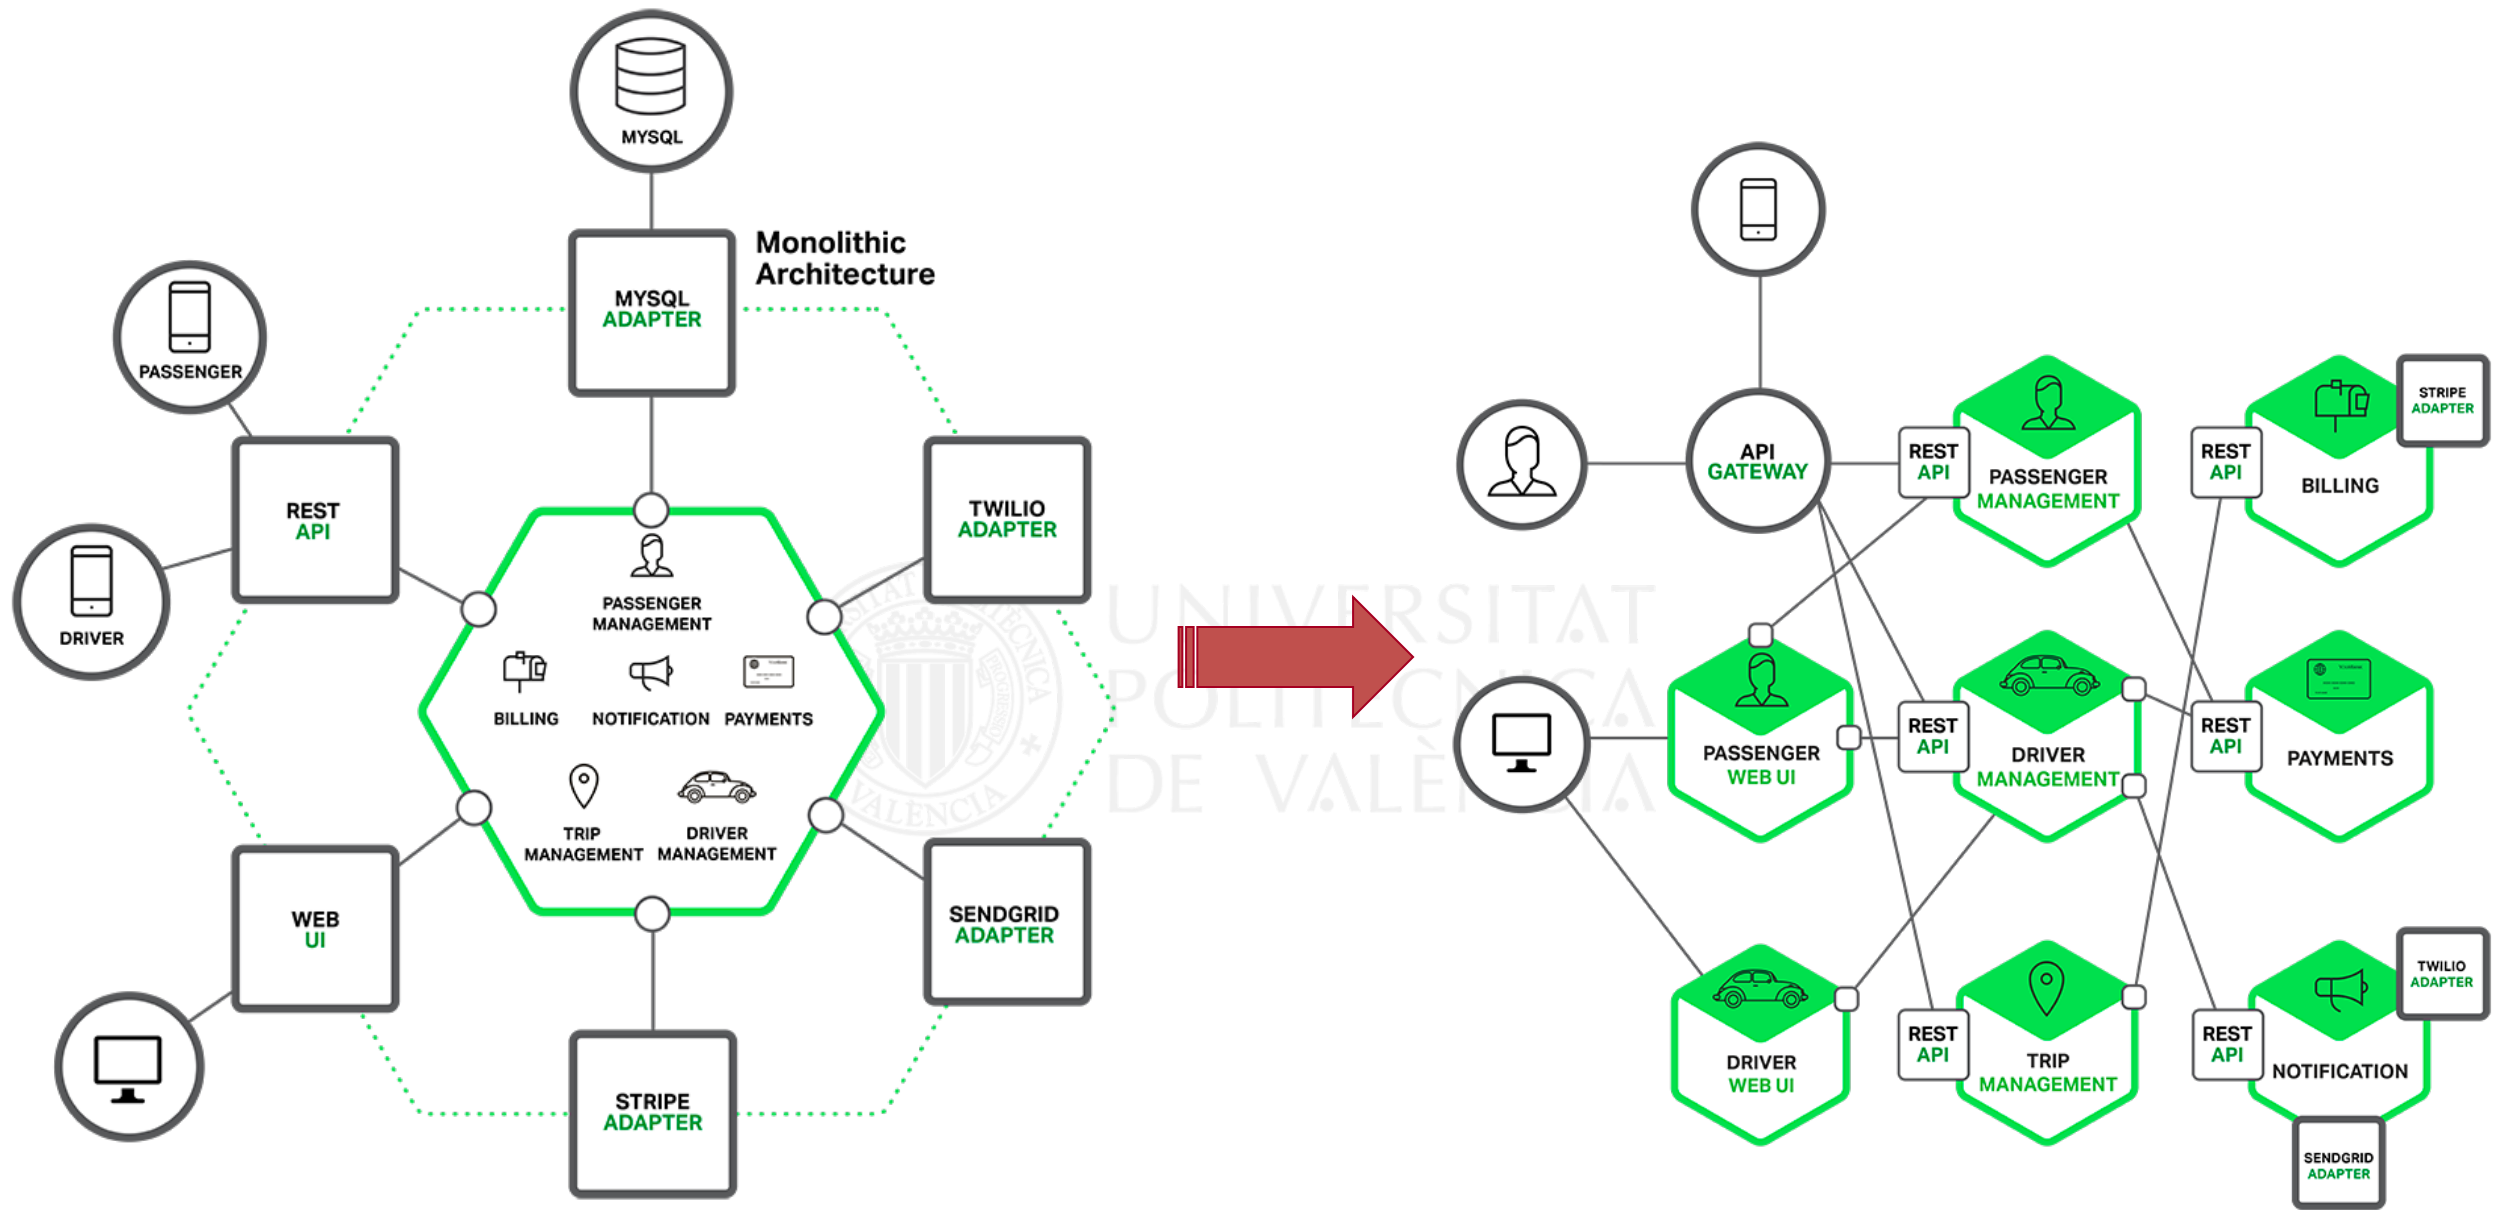 MYSQL
Monolithic
Architecture
MYSQL
ADAPTER
PASSENGER
REST
API
TWILIO
ADAPTER
DRIVER
PASSENGER
MANAGEMENT
BILLING
NOTIFICATION
PAYMENTS
TRIP
MANAGEMENT
DRIVER
MANAGEMENT
WEB
UI
SENDGRID
ADAPTER
STRIPE
ADAPTER
UNIVERSITAT
POLITÈCNICA
DE VALÈNCIA
VALÈNCIA
API
GATEWAY
REST
API
PASSENGER
MANAGEMENT
REST
API
BILLING
STRIPE
ADAPTER
PASSENGER
WEB UI
REST
API
DRIVER
MANAGEMENT
REST
API
PAYMENTS
DRIVER
WEB UI
REST
API
TRIP
MANAGEMENT
REST
API
NOTIFICATION
TWILIO
ADAPTER
SENDGRID
ADAPTER